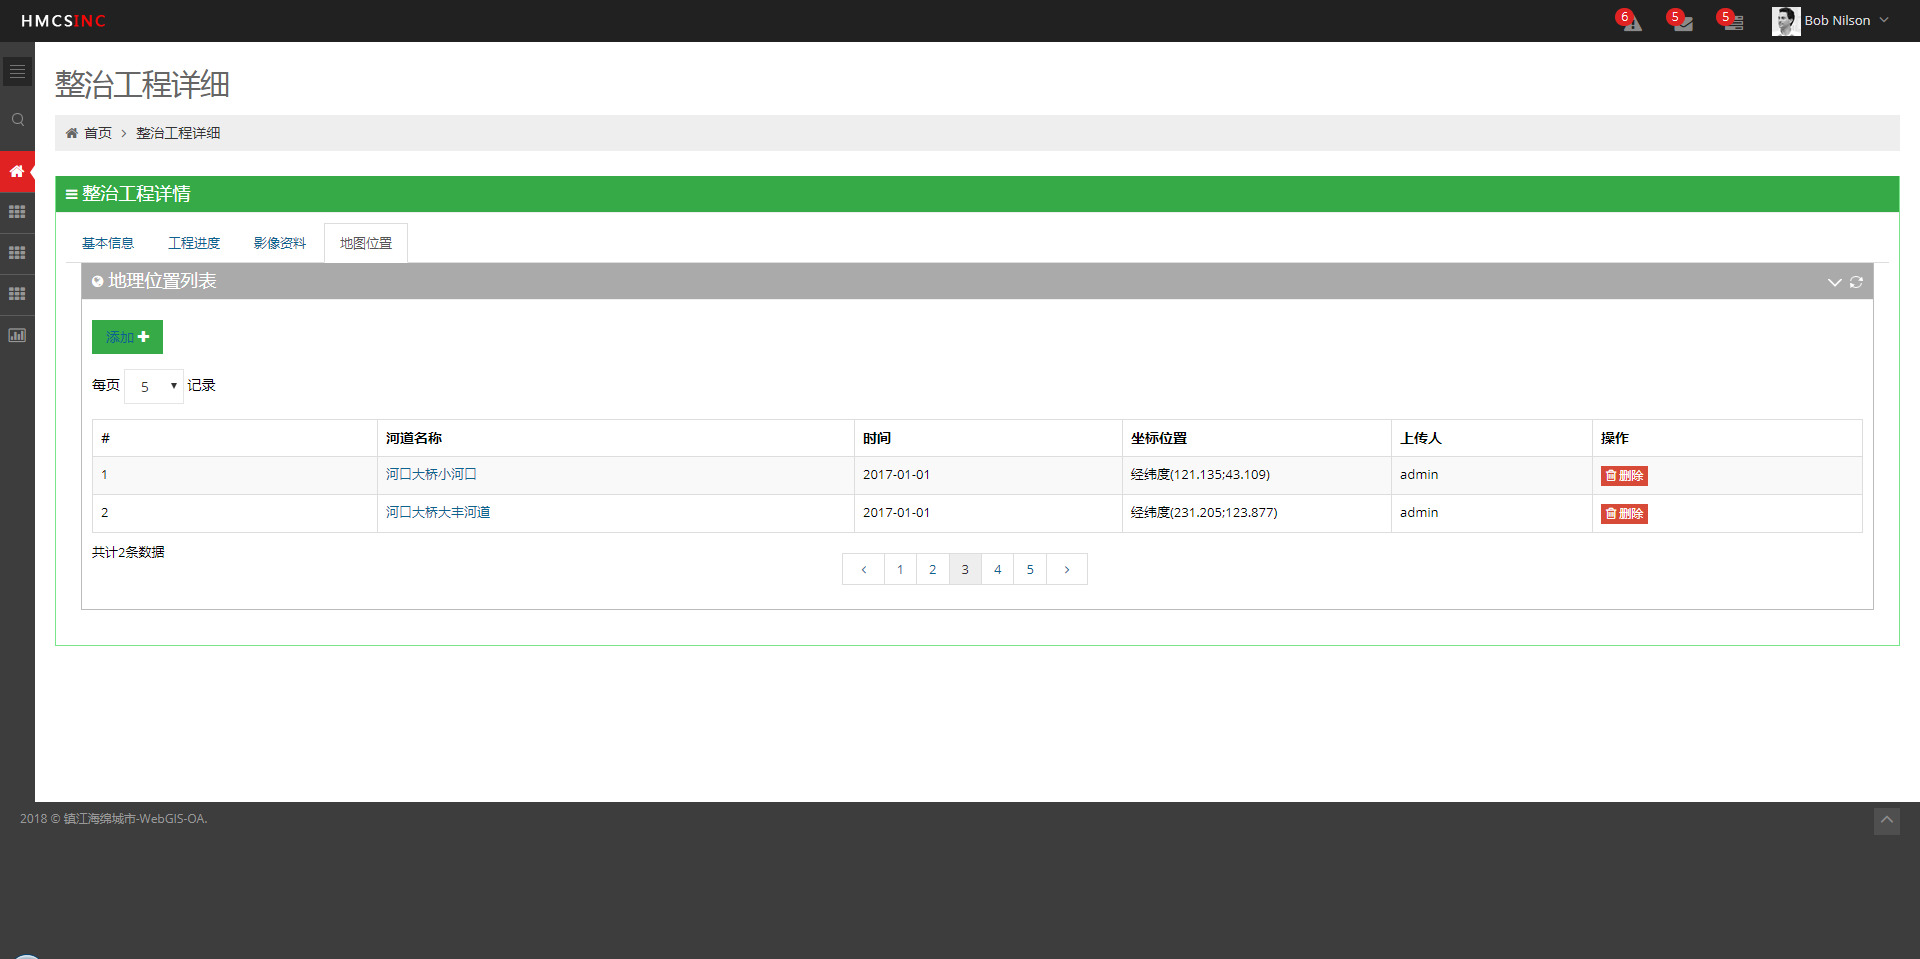 HMCSINC
6 5 5 Bob Nilson
整治工程详细
首页 > 整治工程详细
整治工程详情
基本信息 工程进度 影像资料 地图位置
地理位置列表
添加
每页 5 记录
# 河道名称 时间 坐标位置 上传人 操作
1 河口大桥小河口 2017-01-01 经纬度(121.135;43.109) admin 删除
2 河口大桥大丰河道 2017-01-01 经纬度(231.205;123.877) admin 删除
共计2条数据
< 1 2 3 4 5 >
2018 © 镇江海绵城市-WebGIS-OA.